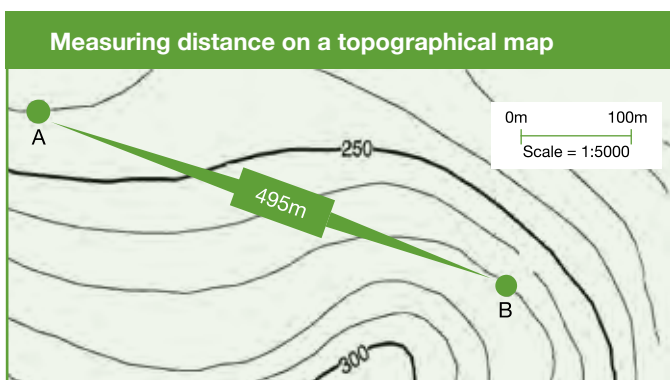 Measuring distance on a topographical map
0m 100m
Scale = 1:5000
A
250
495m
B
300